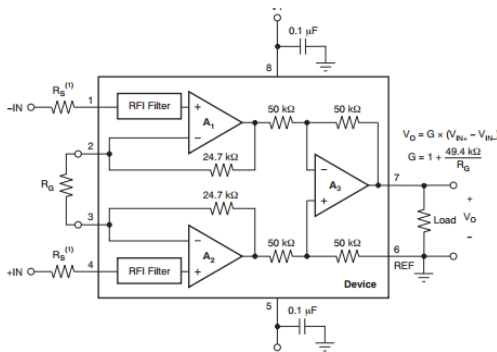 0.1 µF
8
RS(1)
–IN
1
RFI Filter
+
A1
–
50 kΩ
50 kΩ
VO = G × (VIN+ – VIN–)
G = 1 + 49.4 kΩ / RG
2
24.7 kΩ
RG
–
A3
+
7
+
Load
VO
–
24.7 kΩ
3
–
A2
+
50 kΩ
50 kΩ
6
REF
RS(1)
+IN
4
RFI Filter
Device
5
0.1 µF